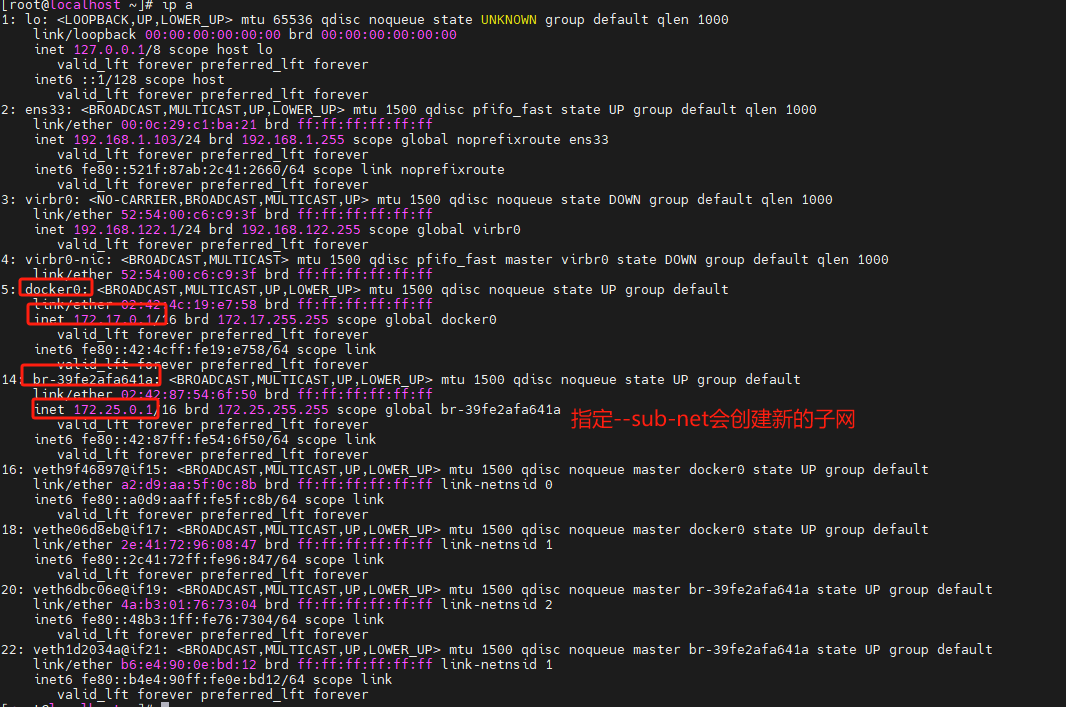 [root@localhost ~]# ip a
1: lo: <LOOPBACK,UP,LOWER_UP> mtu 65536 qdisc noqueue state UNKNOWN group default qlen 1000
link/loopback 00:00:00:00:00:00 brd 00:00:00:00:00:00
inet 127.0.0.1/8 scope host lo
valid_lft forever preferred_lft forever
inet6 ::1/128 scope host
valid_lft forever preferred_lft forever
2: ens33: <BROADCAST,MULTICAST,UP,LOWER_UP> mtu 1500 qdisc pfifo_fast state UP group default qlen 1000
link/ether 00:0c:29:c1:ba:21 brd ff:ff:ff:ff:ff:ff
inet 192.168.1.103/24 brd 192.168.1.255 scope global noprefixroute ens33
valid_lft forever preferred_lft forever
inet6 fe80::521f:87ab:2c41:2660/64 scope link noprefixroute
valid_lft forever preferred_lft forever
3: virbr0: <NO-CARRIER,BROADCAST,MULTICAST,UP> mtu 1500 qdisc noqueue state DOWN group default qlen 1000
link/ether 52:54:00:c6:c9:3f brd ff:ff:ff:ff:ff:ff
inet 192.168.122.1/24 brd 192.168.122.255 scope global virbr0
valid_lft forever preferred_lft forever
4: virbr0-nic: <BROADCAST,MULTICAST> mtu 1500 qdisc pfifo_fast master virbr0 state DOWN group default qlen 1000
link/ether 52:54:00:c6:c9:3f brd ff:ff:ff:ff:ff:ff
5: docker0: <BROADCAST,MULTICAST,UP,LOWER_UP> mtu 1500 qdisc noqueue state UP group default
link/ether 02:42:4c:19:e7:58 brd ff:ff:ff:ff:ff:ff
inet 172.17.0.1/16 brd 172.17.255.255 scope global docker0
valid_lft forever preferred_lft forever
inet6 fe80::42:4cff:fe19:e758/64 scope link
valid_lft forever preferred_lft forever
14: br-39fe2afa641a: <BROADCAST,MULTICAST,UP,LOWER_UP> mtu 1500 qdisc noqueue state UP group default
link/ether 02:42:87:54:6f:50 brd ff:ff:ff:ff:ff:ff
inet 172.25.0.1/16 brd 172.25.255.255 scope global br-39fe2afa641a
指定--sub-net会创建新的子网
valid_lft forever preferred_lft forever
inet6 fe80::42:87ff:fe54:6f50/64 scope link
valid_lft forever preferred_lft forever
16: veth9f46897@if15: <BROADCAST,MULTICAST,UP,LOWER_UP> mtu 1500 qdisc noqueue master docker0 state UP group default
link/ether a2:d9:aa:5f:0c:8b brd ff:ff:ff:ff:ff:ff link-netnsid 0
inet6 fe80::a0d9:aaff:fe5f:c8b/64 scope link
valid_lft forever preferred_lft forever
18: vethe06d8eb@if17: <BROADCAST,MULTICAST,UP,LOWER_UP> mtu 1500 qdisc noqueue master docker0 state UP group default
link/ether 2e:41:72:96:08:47 brd ff:ff:ff:ff:ff:ff link-netnsid 1
inet6 fe80::2c41:72ff:fe96:847/64 scope link
valid_lft forever preferred_lft forever
20: veth6dbc06e@if19: <BROADCAST,MULTICAST,UP,LOWER_UP> mtu 1500 qdisc noqueue master br-39fe2afa641a state UP group default
link/ether 4a:b3:01:76:73:04 brd ff:ff:ff:ff:ff:ff link-netnsid 2
inet6 fe80::48b3:1ff:fe76:7304/64 scope link
valid_lft forever preferred_lft forever
22: veth1d2034a@if21: <BROADCAST,MULTICAST,UP,LOWER_UP> mtu 1500 qdisc noqueue master br-39fe2afa641a state UP group default
link/ether b6:e4:90:0e:bd:12 brd ff:ff:ff:ff:ff:ff link-netnsid 1
inet6 fe80::b4e4:90ff:fe0e:bd12/64 scope link
valid_lft forever preferred_lft forever